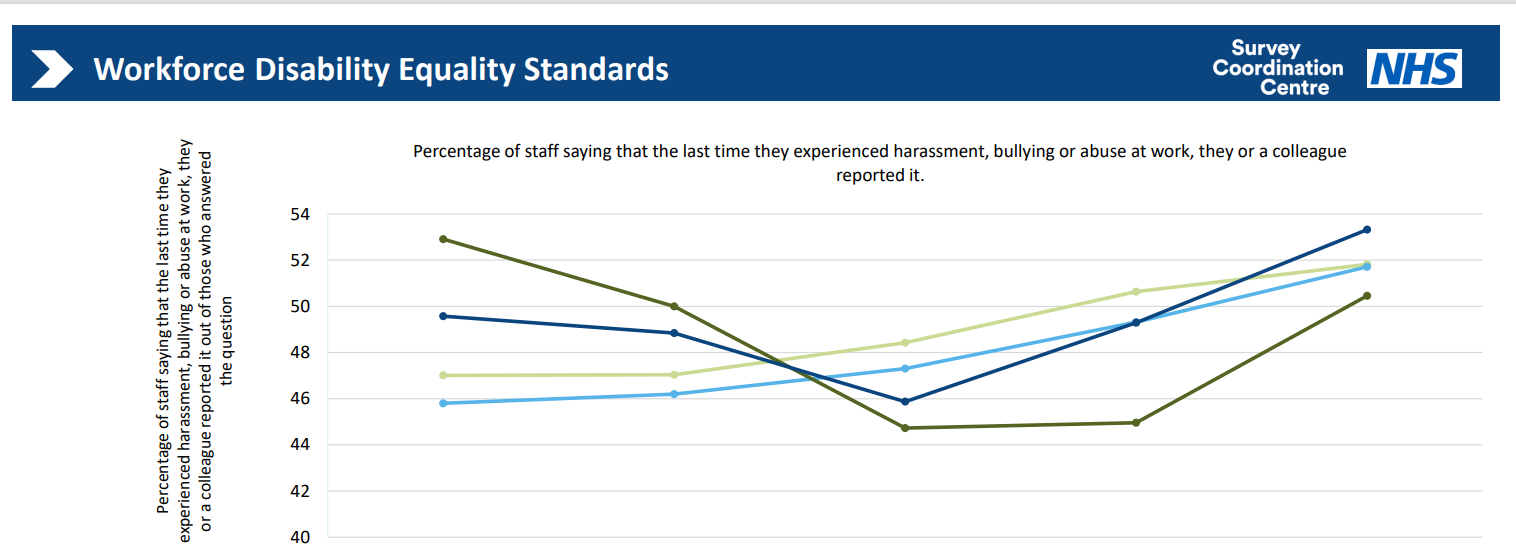 Workforce Disability Equality Standards
Survey
Coordination
Centre
NHS
Percentage of staff saying that the last time they experienced harassment, bullying or abuse at work, they or a colleague
reported it.
Percentage of staff saying that the last time they
experienced harassment, bullying or abuse at work, they
or a colleague reported it out of those who answered
the question
54
52
50
48
46
44
42
40